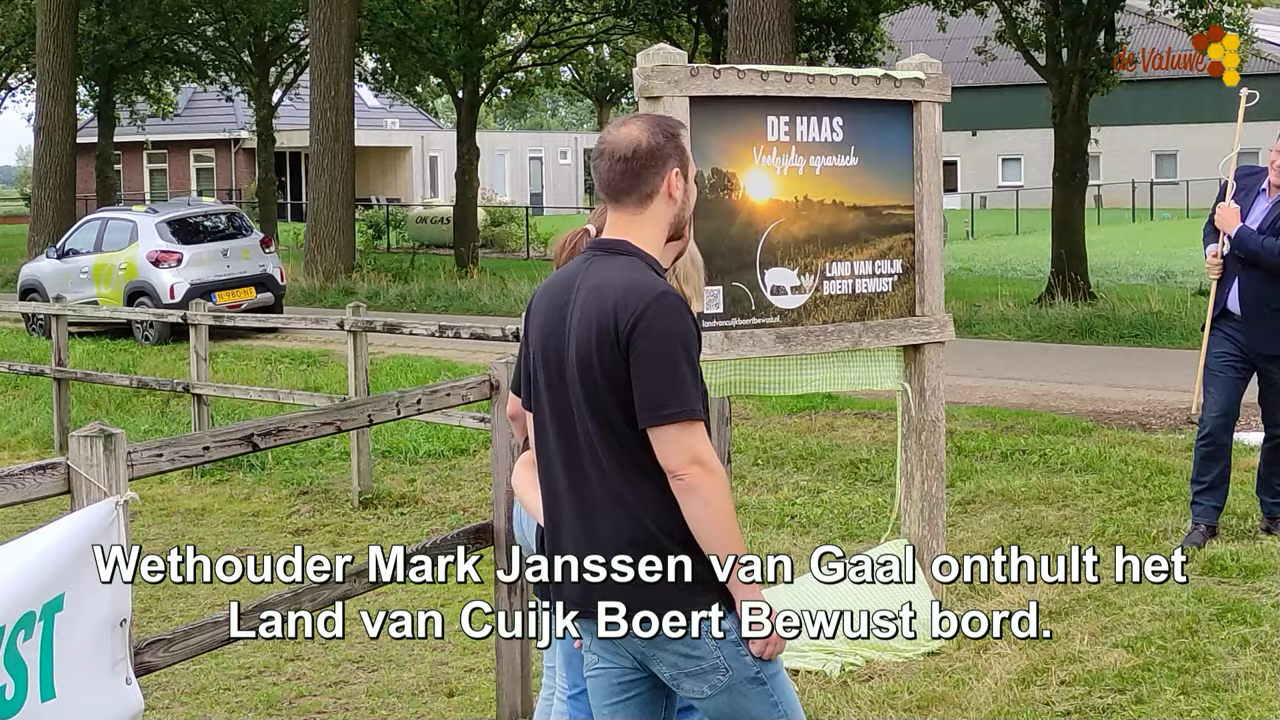 de Valuwe
DE HAAS
Veelzijdig agrarisch
LAND VAN CUIJK
BOERT BEWUST
landvancuijkboertbewust.nl
OK GAS
N-980-NF
ST
Wethouder Mark Janssen van Gaal onthult het
Land van Cuijk Boert Bewust bord.